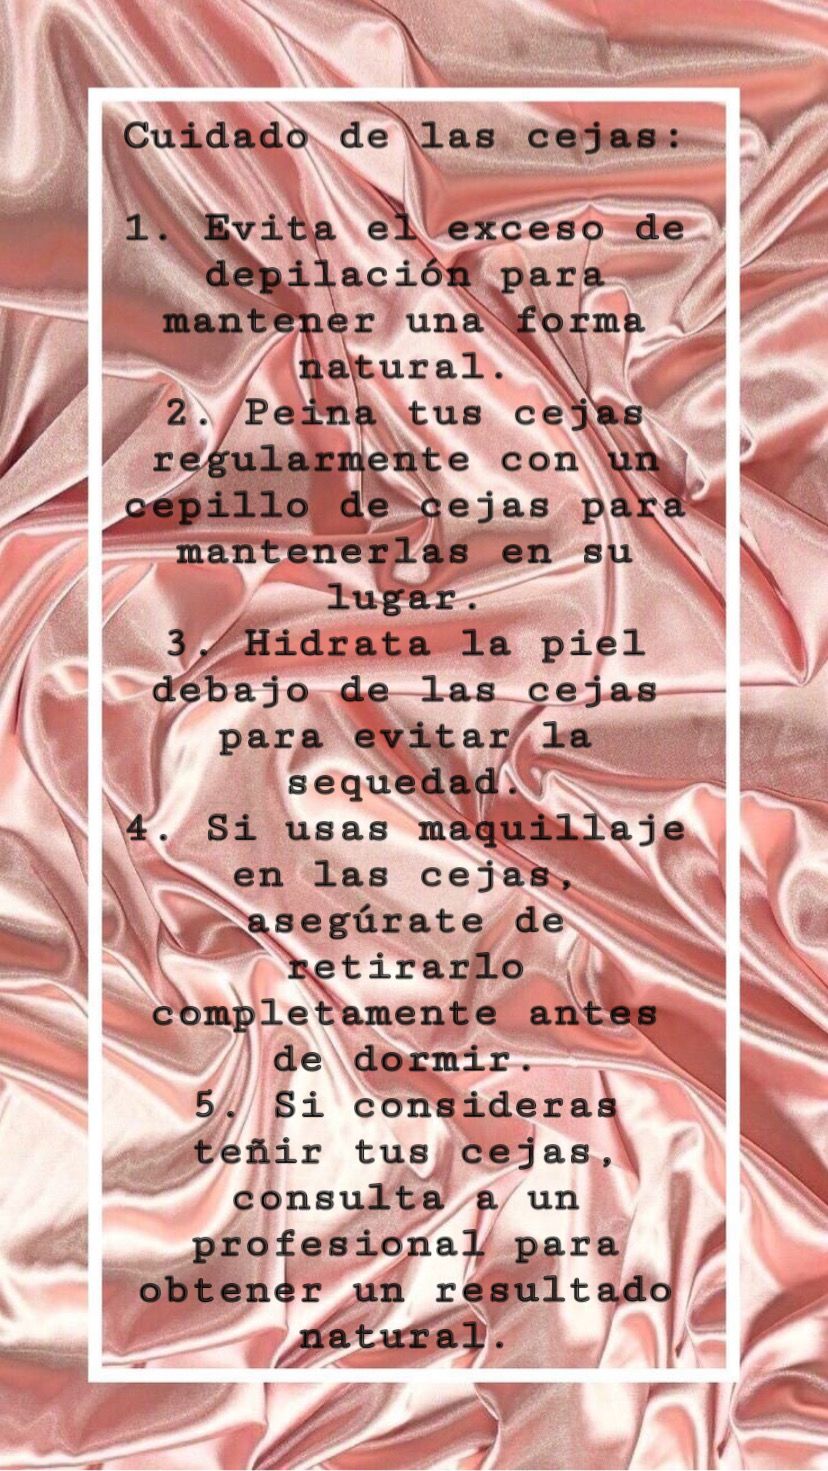 Cuidado de las cejas:
1. Evita el exceso de
depilación para
mantener una forma
natural.
2. Peina tus cejas
regularmente con un
cepillo de cejas para
mantenerlas en su
lugar.
3. Hidrata la piel
debajo de las cejas
para evitar la
sequedad.
4. Si usas maquillaje
en las cejas,
asegúrate de
retirarlo
completamente antes
de dormir.
5. Si consideras
teñir tus cejas,
consulta a un
profesional para
obtener un resultado
natural.